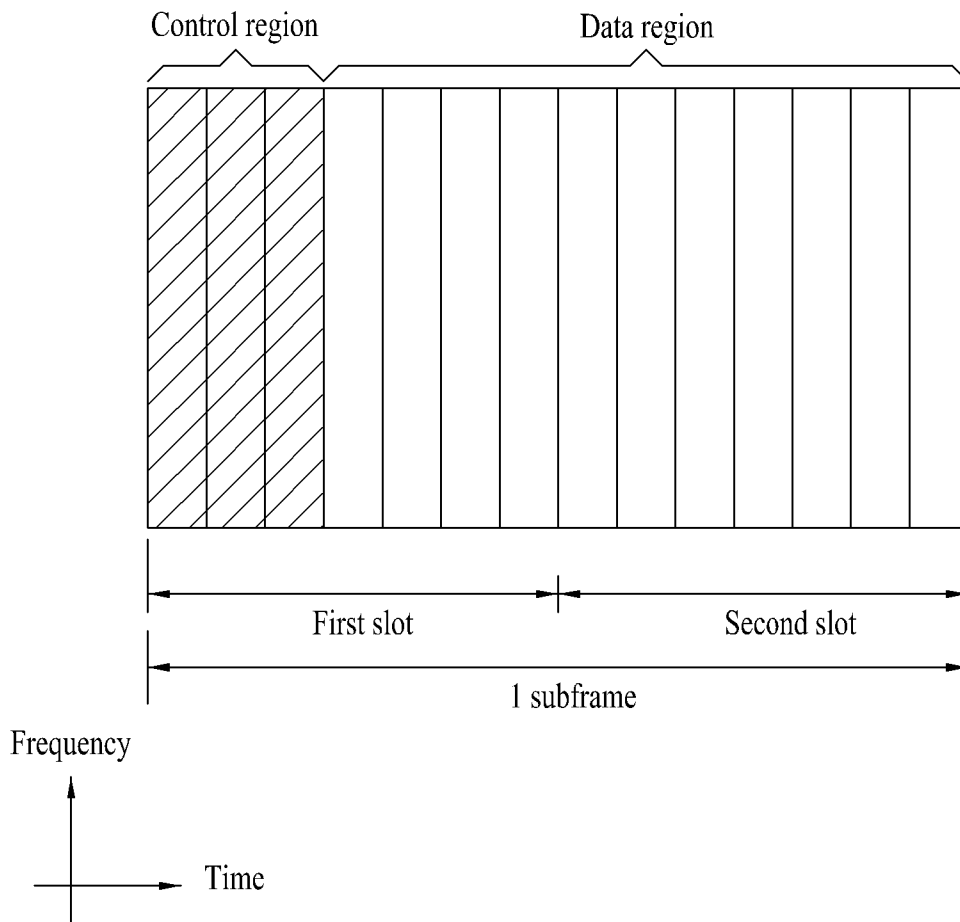 Control region
Data region
First slot
Second slot
1 subframe
Frequency
Time